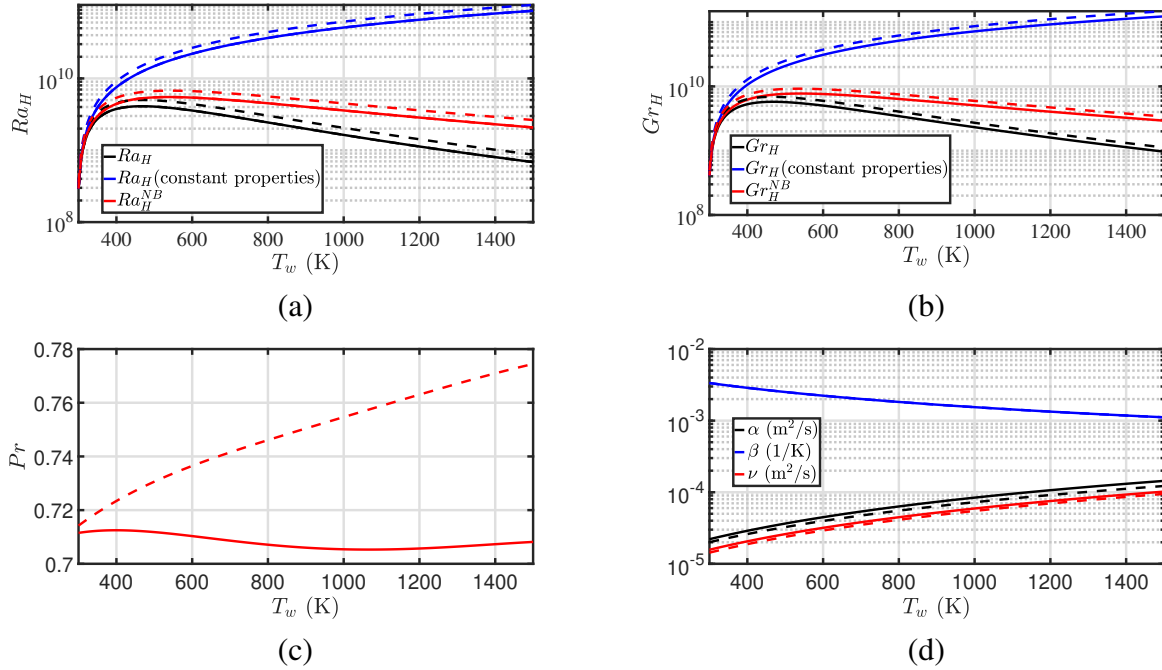 10^10
10^8
Ra_H
Ra_H
Ra_H(constant properties)
Ra_H^NB
400 600 800 1000 1200 1400
T_w (K)
(a)
10^10
10^8
Gr_H
Gr_H
Gr_H(constant properties)
Gr_H^NB
400 600 800 1000 1200 1400
T_w (K)
(b)
0.78
0.76
0.74
0.72
0.7
Pr
400 600 800 1000 1200 1400
T_w (K)
(c)
10^-2
10^-3
10^-4
10^-5
α (m²/s)
β (1/K)
ν (m²/s)
400 600 800 1000 1200 1400
T_w (K)
(d)